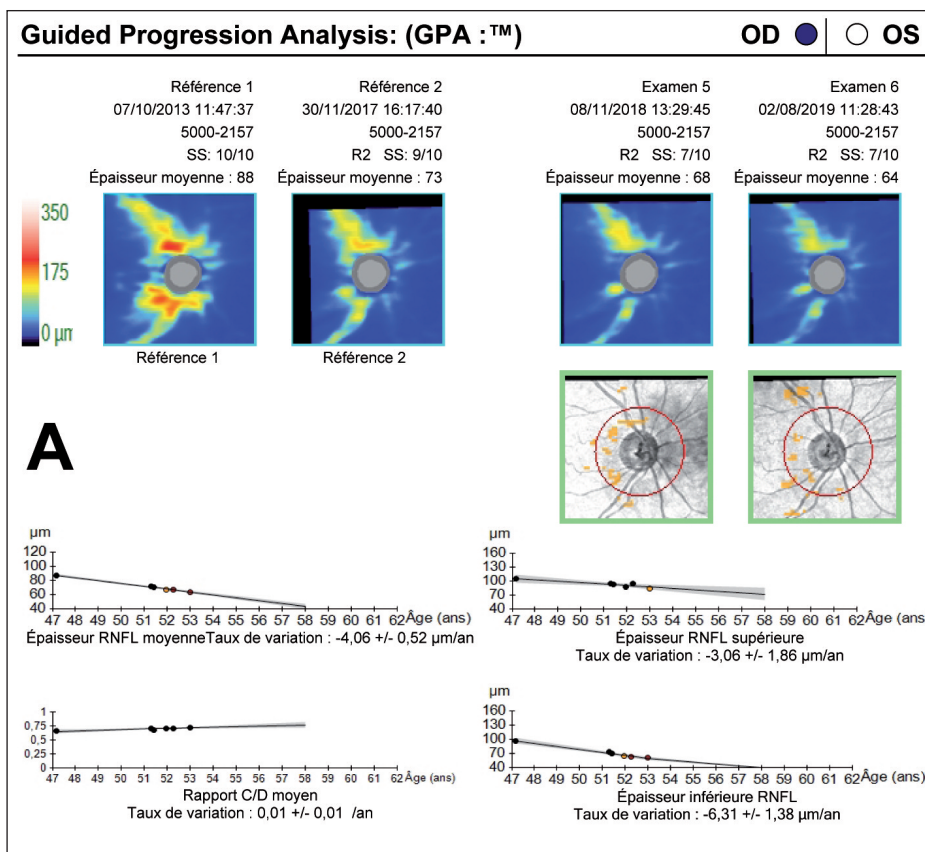 Guided Progression Analysis: (GPA :™) OD OS
Référence 1
07/10/2013 11:47:37
5000-2157
SS: 10/10
Épaisseur moyenne : 88
Référence 2
30/11/2017 16:17:40
5000-2157
R2 SS: 9/10
Épaisseur moyenne : 73
Examen 5
08/11/2018 13:29:45
5000-2157
R2 SS: 7/10
Épaisseur moyenne : 68
Examen 6
02/08/2019 11:28:43
5000-2157
R2 SS: 7/10
Épaisseur moyenne : 64
350
175
0 µm
Référence 1
Référence 2
A
µm
120
100
80
60
40
47 48 49 50 51 52 53 54 55 56 57 58 59 60 61 62 Âge (ans)
Épaisseur RNFL moyenneTaux de variation : -4,06 +/- 0,52 µm/an
µm
160
130
100
70
40
47 48 49 50 51 52 53 54 55 56 57 58 59 60 61 62 Âge (ans)
Épaisseur RNFL supérieure
Taux de variation : -3,06 +/- 1,86 µm/an
1
0,75
0,5
0,25
0
47 48 49 50 51 52 53 54 55 56 57 58 59 60 61 62 Âge (ans)
Rapport C/D moyen
Taux de variation : 0,01 +/- 0,01 /an
µm
160
130
100
70
40
47 48 49 50 51 52 53 54 55 56 57 58 59 60 61 62 Âge (ans)
Épaisseur inférieure RNFL
Taux de variation : -6,31 +/- 1,38 µm/an